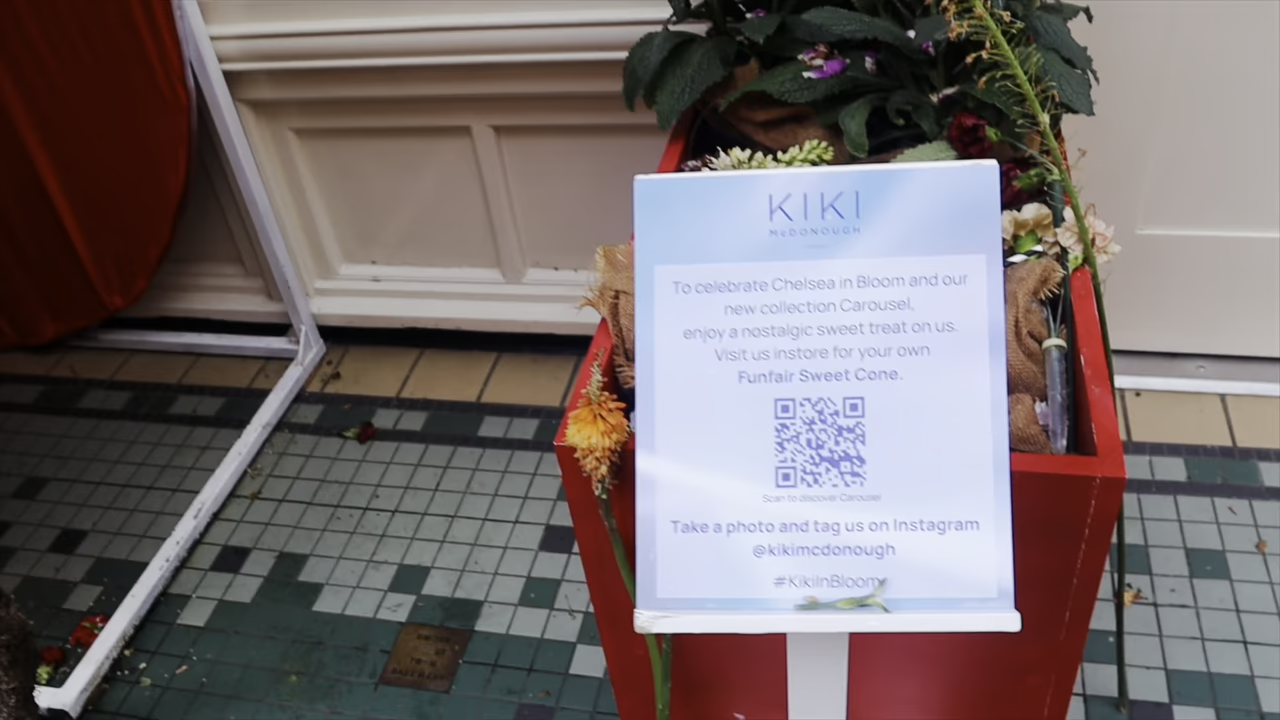 KIKI
McDONOUGH
To celebrate Chelsea in Bloom and our
new collection Carousel,
enjoy a nostalgic sweet treat on us.
Visit us instore for your own
Funfair Sweet Cone.
Scan to discover Carousel
Take a photo and tag us on Instagram
@kikimcdonough
#KikiInBloom